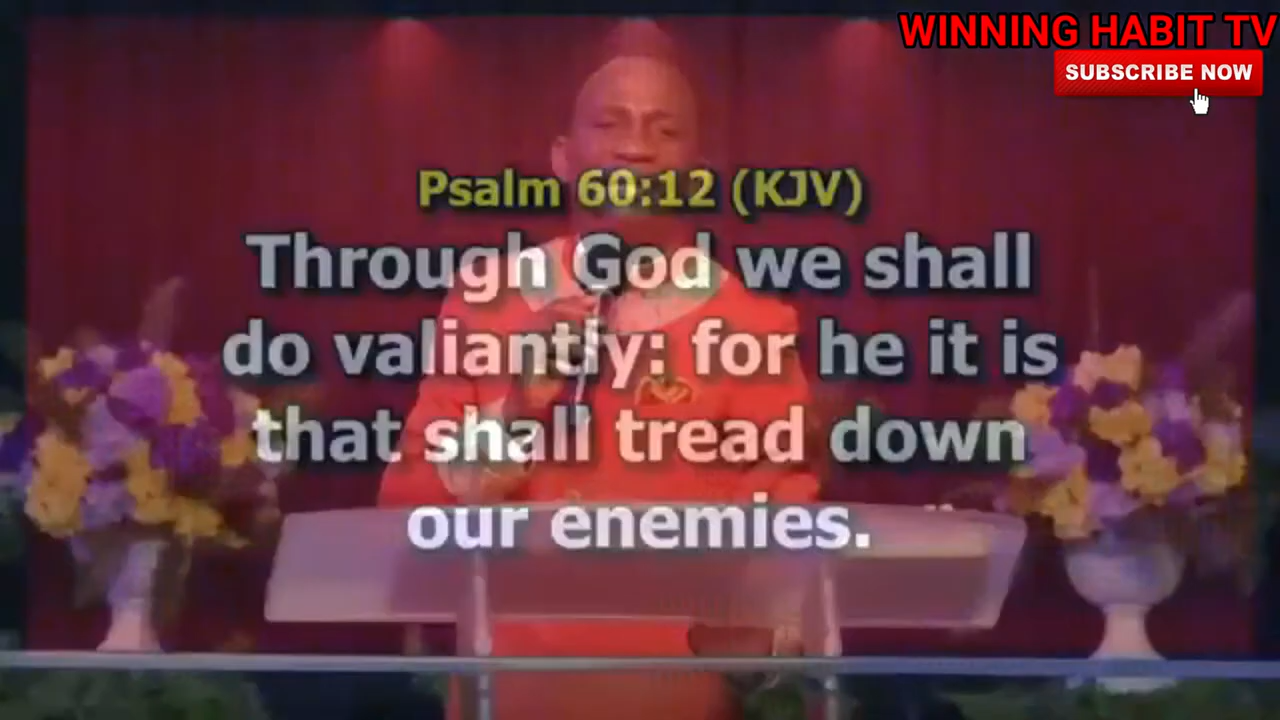 WINNING HABIT TV
SUBSCRIBE NOW
Psalm 60:12 (KJV)
Through God we shall
do valiantly: for he it is
that shall tread down
our enemies.